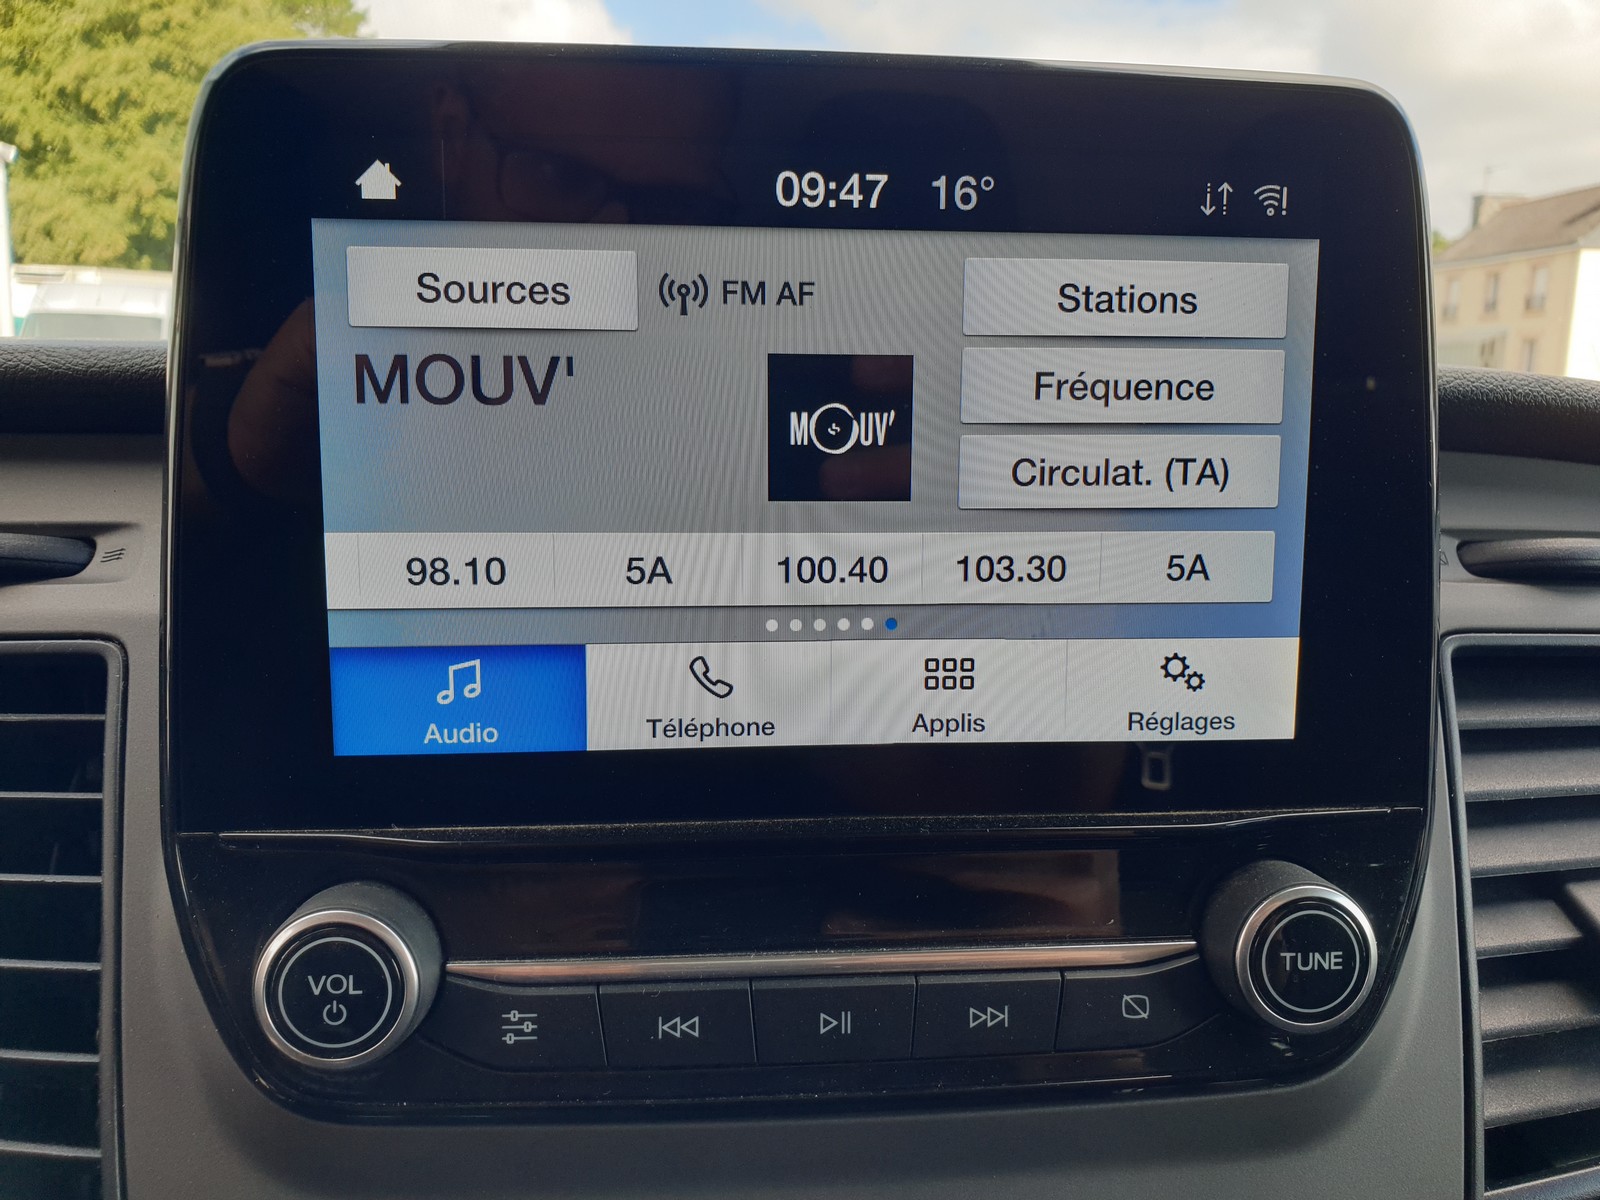 09:47 16°
Sources FM AF Stations
MOUV'
MOUV'
Fréquence
Circulat. (TA)
98.10 5A 100.40 103.30 5A
Audio Téléphone Applis Réglages
VOL TUNE